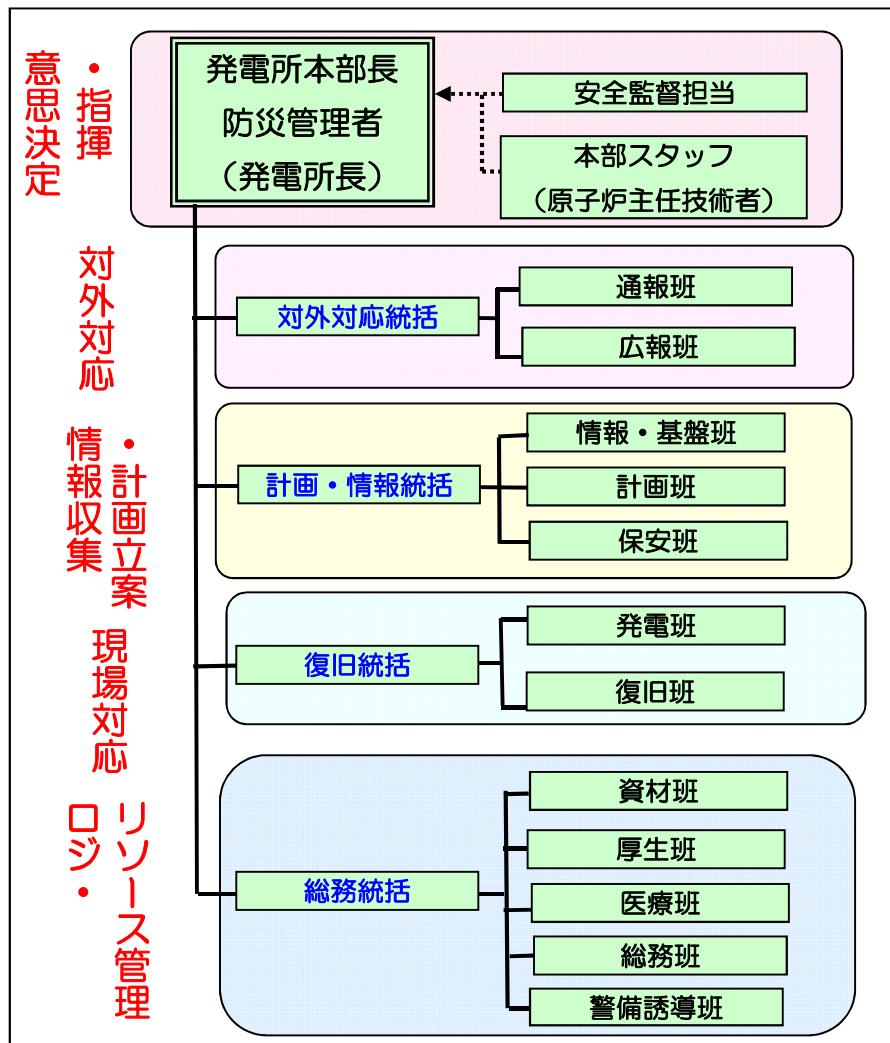 意思決定
・指揮
発電所本部長
防災管理者
（発電所長）
安全監督担当
本部スタッフ
（原子炉主任技術者）
対外対応
対外対応統括
通報班
広報班
情報収集
・計画立案
計画・情報統括
情報・基盤班
計画班
保安班
現場対応
復旧統括
発電班
復旧班
ロジ・
リソース管理
総務統括
資材班
厚生班
医療班
総務班
警備誘導班